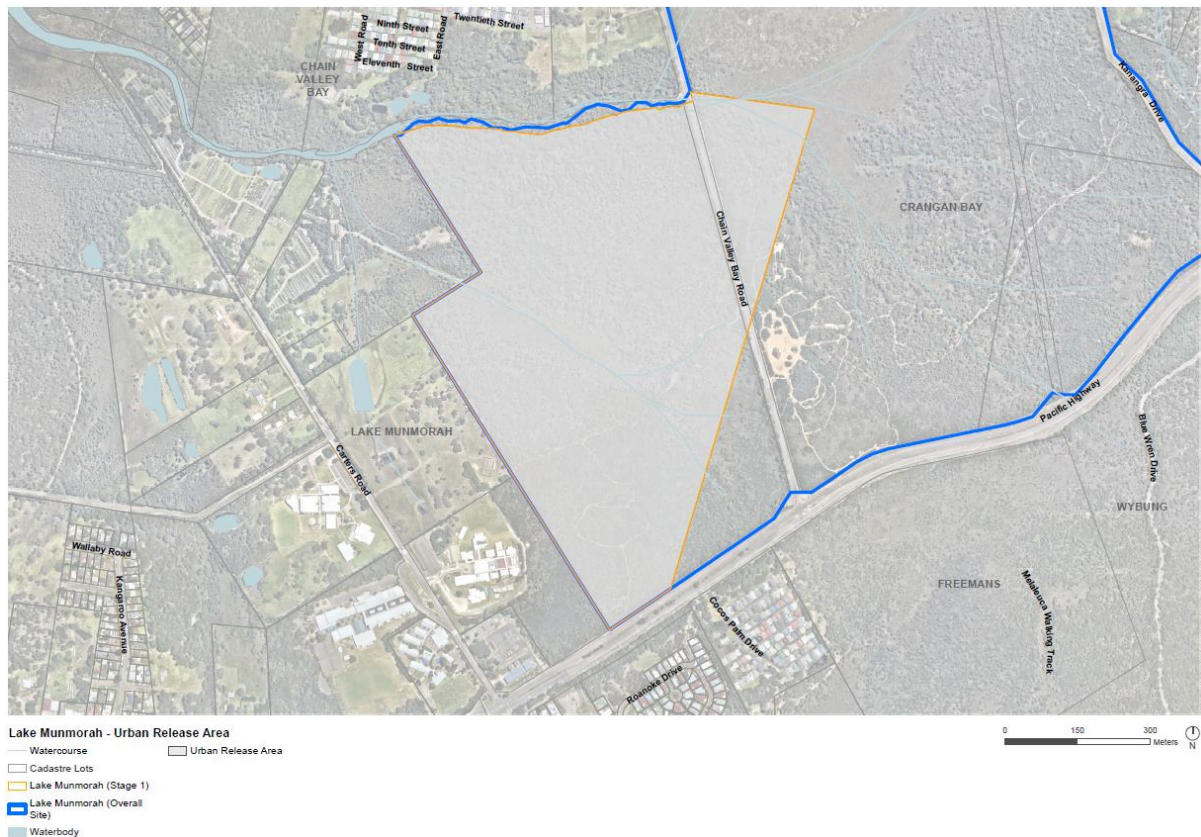 Twentieth Street
Ninth Street
West Road
East Road
Tenth Street
Eleventh Street
CHAIN
VALLEY
BAY
Kanangra Drive
CRANGAN BAY
Chain Valley Bay Road
Pacific Highway
Blue Wren Drive
LAKE MUNMORAH
Carters Road
WYBUNG
Wallaby Road
Kangaroo Avenue
FREEMANS
Melaleuca Walking Track
Cocos Palm Drive
Roanoke Drive
Lake Munmorah - Urban Release Area
Watercourse
Urban Release Area
Cadastre Lots
Lake Munmorah (Stage 1)
Lake Munmorah (Overall
Site)
Waterbody
0 150 300
Meters
N